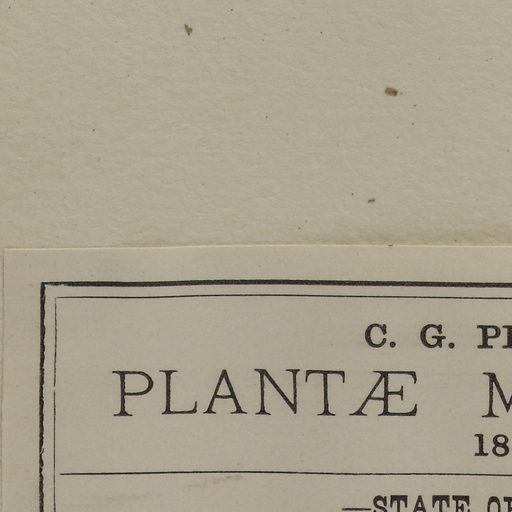 C. G. P
PLANTÆ M
18
—STATE O